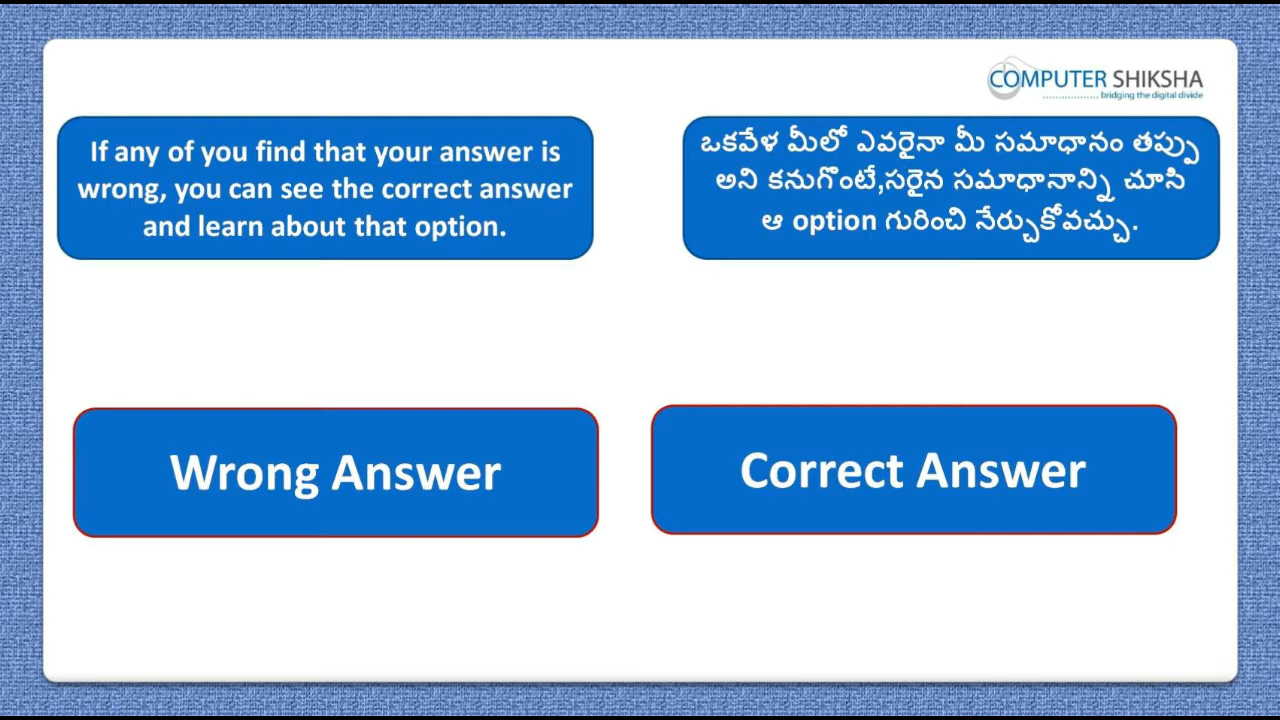 COMPUTER SHIKSHA
bridging the digital divide
If any of you find that your answer is
wrong, you can see the correct answer
and learn about that option.
ఒకవేళ మీలో ఎవరైనా మీ సమాధానం తప్పు
అని కనుగొంటే,సరైన సమాధానాన్ని చూసి
ఆ option గురించి నేర్చుకోవచ్చు.
Wrong Answer
Correct Answer